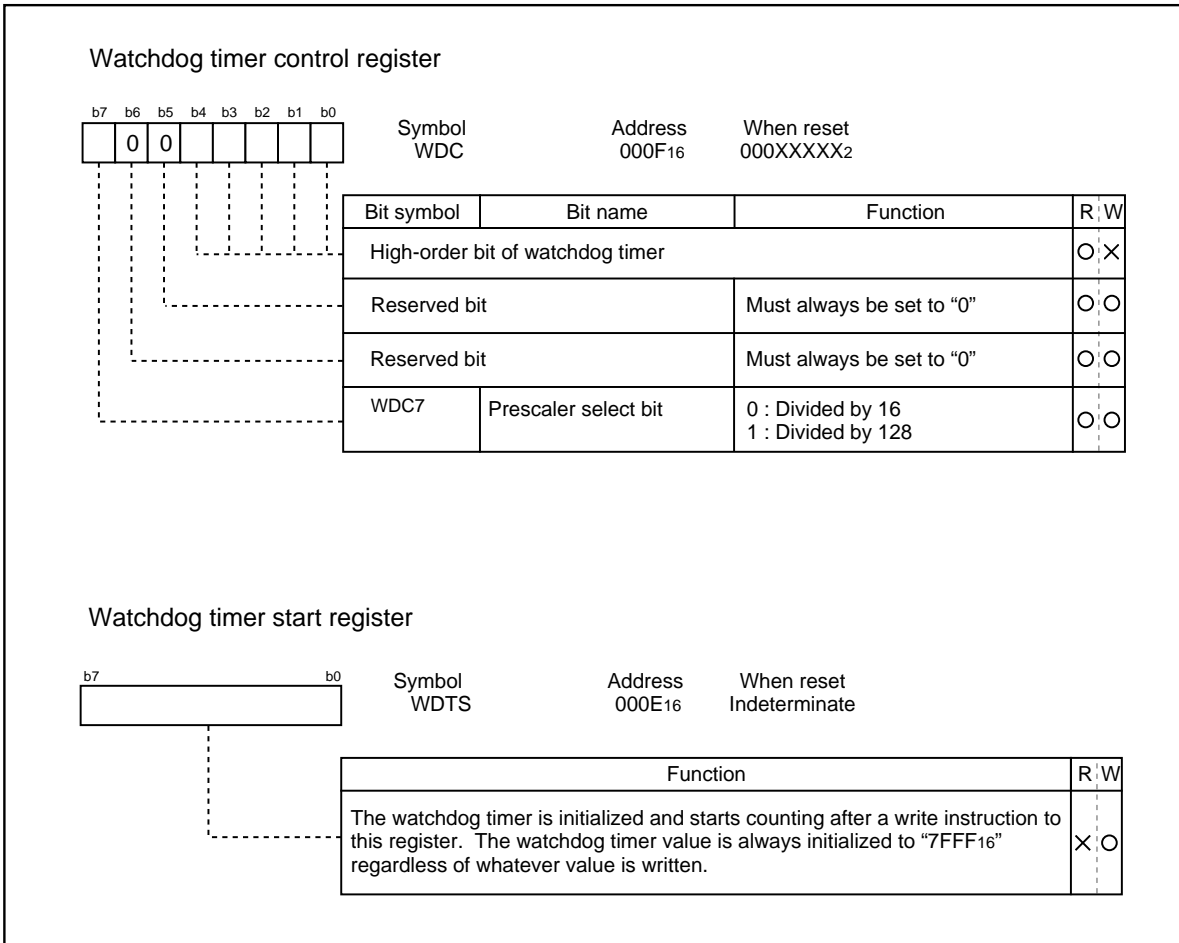 Watchdog timer control register
b7 b6 b5 b4 b3 b2 b1 b0
0 0
Symbol Address When reset
WDC 000F16 000XXXXX2
Bit symbol Bit name Function R W
High-order bit of watchdog timer
Reserved bit Must always be set to “0”
Reserved bit Must always be set to “0”
WDC7 Prescaler select bit 0 : Divided by 16
1 : Divided by 128
Watchdog timer start register
b7 b0
Symbol Address When reset
WDTS 000E16 Indeterminate
Function R W
The watchdog timer is initialized and starts counting after a write instruction to
this register. The watchdog timer value is always initialized to “7FFF16”
regardless of whatever value is written.